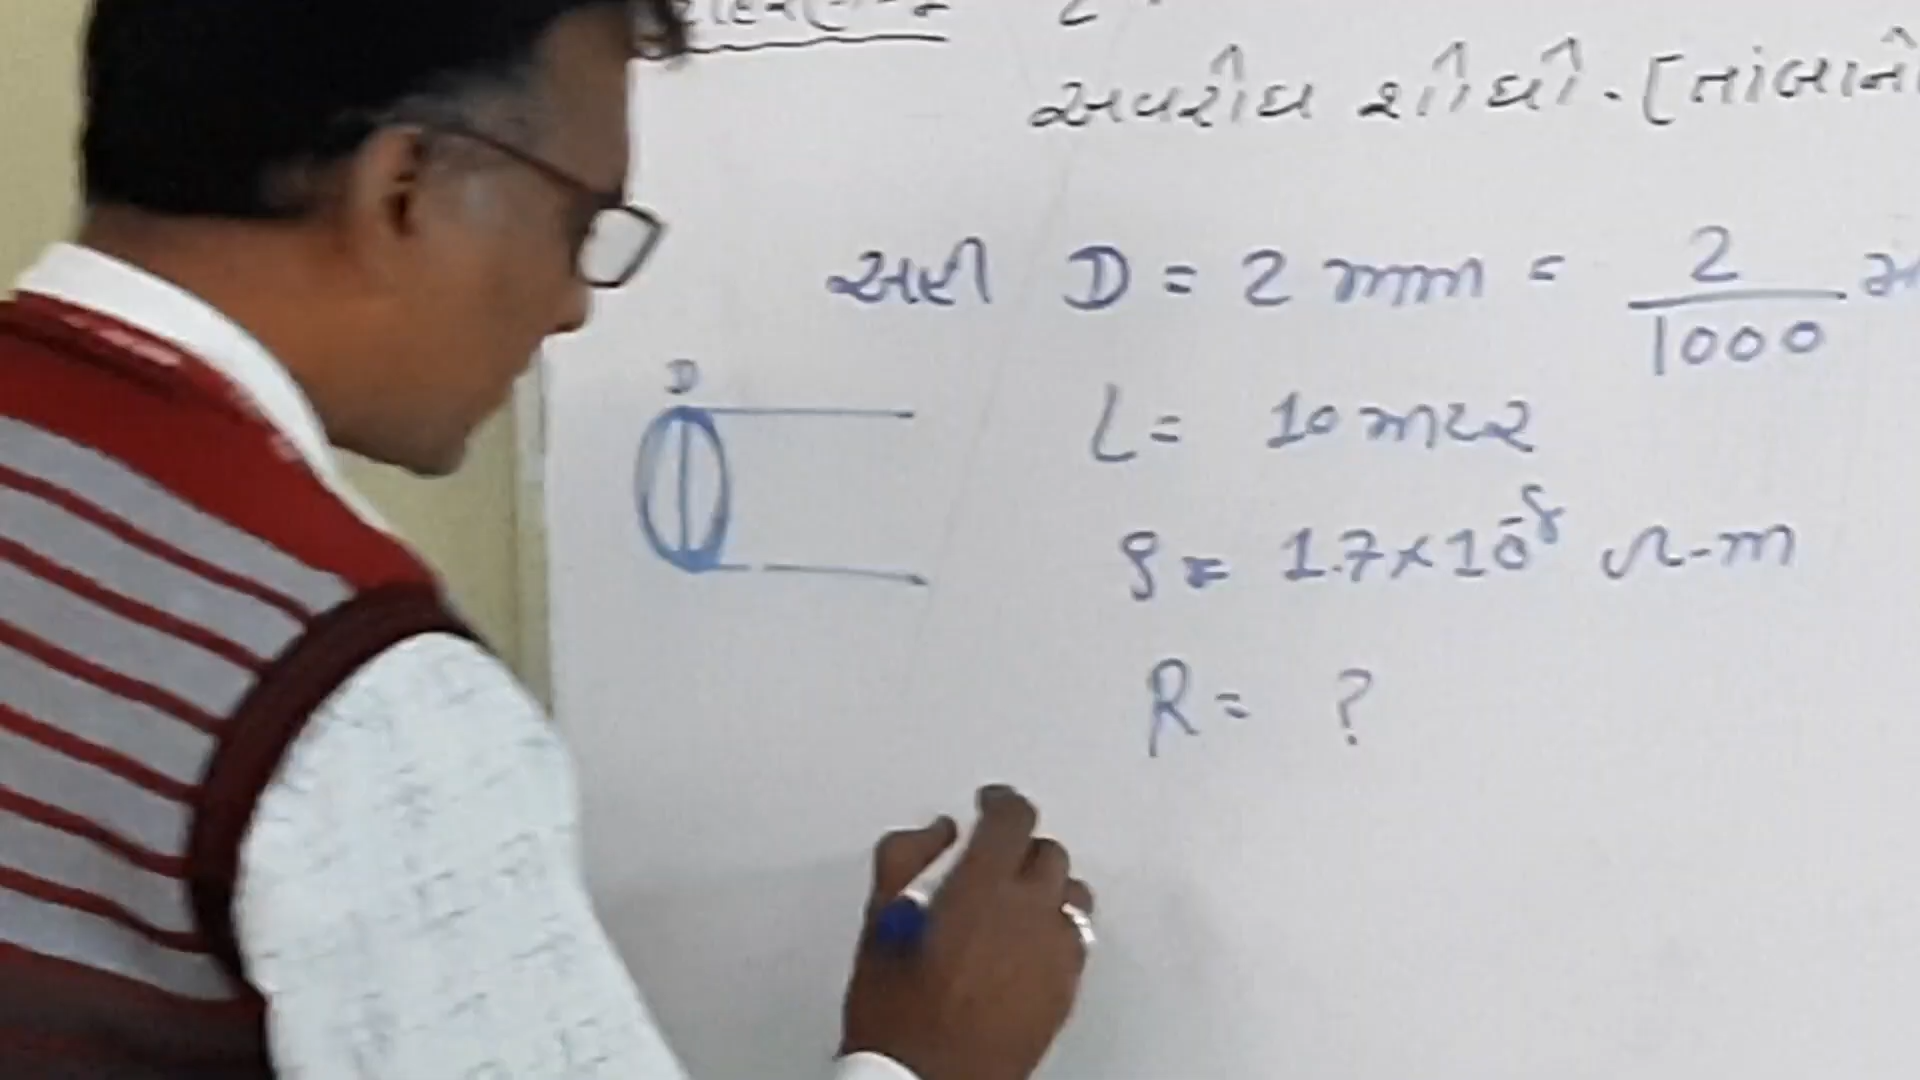 અવરોધ શોધો. [તાંબાનો
અહી D = 2 mm = 2/1000
D
L = 10 મીટર
ρ = 1.7×10⁻⁸ Ω-m
R = ?